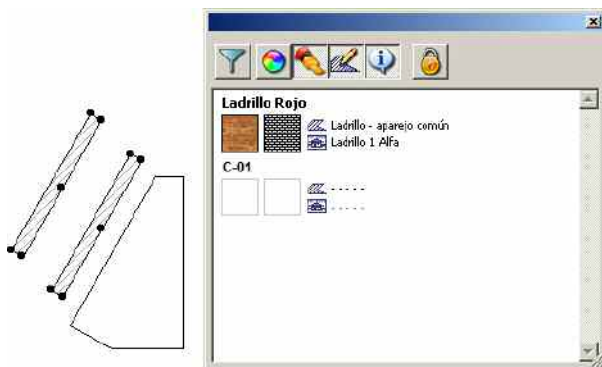 Ladrillo Rojo
Ladrillo - aparejo común
Ladrillo 1 Alfa
C-01
- - - - -
- - - - -